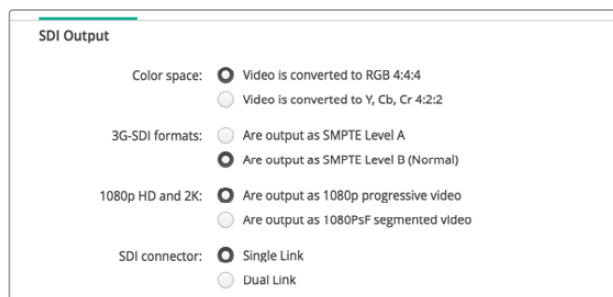 SDI Output
Color space: Video is converted to RGB 4:4:4
Video is converted to Y, Cb, Cr 4:2:2
3G-SDI formats: Are output as SMPTE Level A
Are output as SMPTE Level B (Normal)
1080p HD and 2K: Are output as 1080p progressive video
Are output as 1080PsF segmented video
SDI connector: Single Link
Dual Link